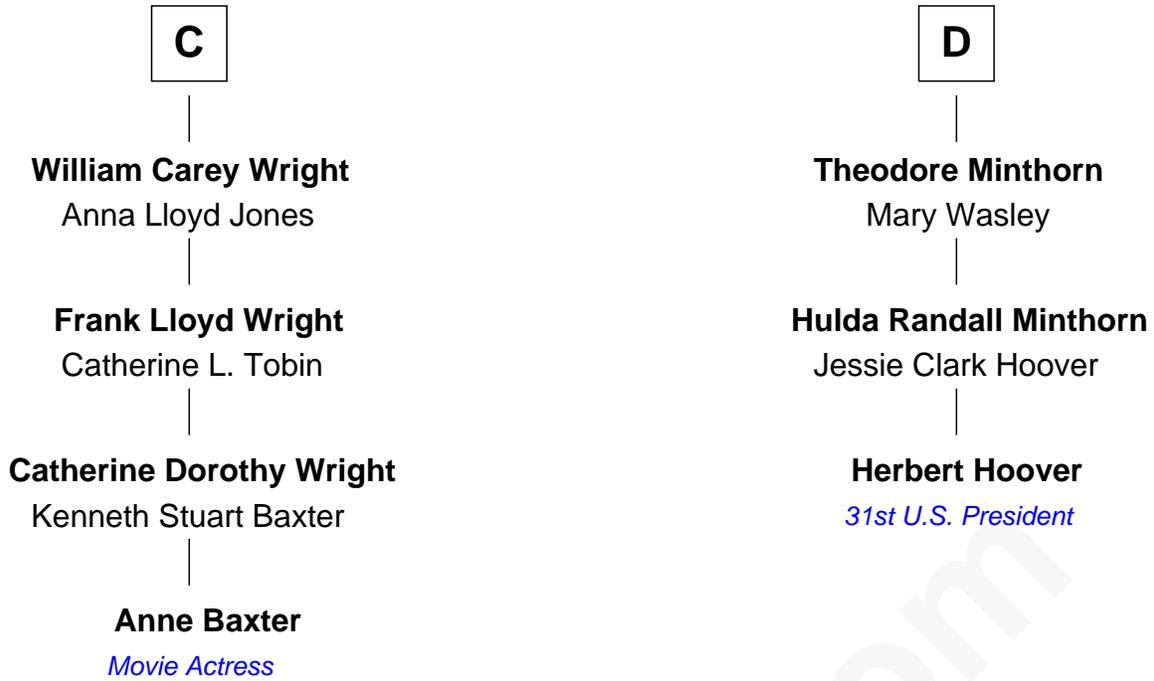 C
William Carey Wright
Anna Lloyd Jones
Frank Lloyd Wright
Catherine L. Tobin
Catherine Dorothy Wright
Kenneth Stuart Baxter
Anne Baxter
Movie Actress
D
Theodore Minthorn
Mary Wasley
Hulda Randall Minthorn
Jessie Clark Hoover
Herbert Hoover
31st U.S. President
om